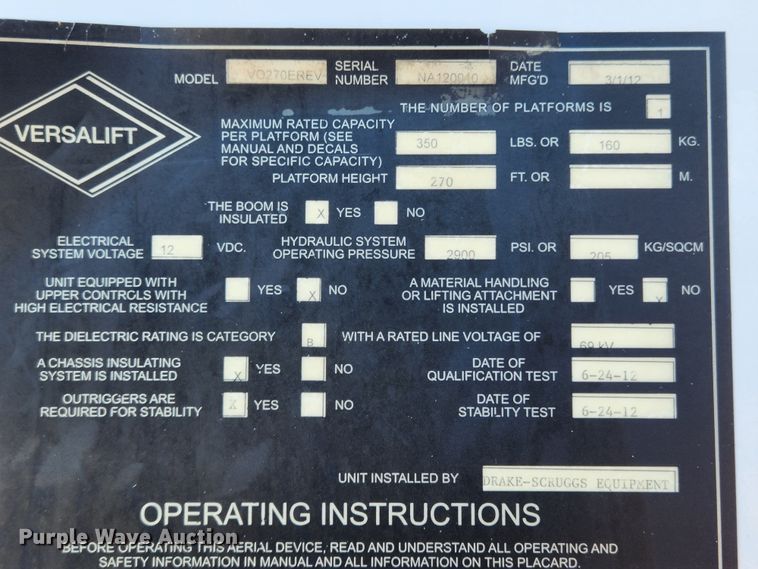 MODEL VO270EREV SERIAL NUMBER NA120010 DATE MFG'D 3/1/12
THE NUMBER OF PLATFORMS IS 1
VERSALIFT
MAXIMUM RATED CAPACITY
PER PLATFORM (SEE 350 LBS. OR 160 KG.
MANUAL AND DECALS
FOR SPECIFIC CAPACITY)
PLATFORM HEIGHT 270 FT. OR M.
THE BOOM IS
INSULATED X YES NO
ELECTRICAL
SYSTEM VOLTAGE 12 VDC.
HYDRAULIC SYSTEM
OPERATING PRESSURE 2900 PSI. OR 205 KG/SQCM
UNIT EQUIPPED WITH
UPPER CONTROLS WITH
HIGH ELECTRICAL RESISTANCE YES X NO
A MATERIAL HANDLING
OR LIFTING ATTACHMENT
IS INSTALLED YES X NO
THE DIELECTRIC RATING IS CATEGORY B WITH A RATED LINE VOLTAGE OF 69 kV
A CHASSIS INSULATING
SYSTEM IS INSTALLED X YES NO
DATE OF
QUALIFICATION TEST 6-24-12
OUTRIGGERS ARE
REQUIRED FOR STABILITY X YES NO
DATE OF
STABILITY TEST 6-24-12
UNIT INSTALLED BY DRAKE-SCRUGGS EQUIPMENT
OPERATING INSTRUCTIONS
BEFORE OPERATING THIS AERIAL DEVICE, READ AND UNDERSTAND ALL OPERATING AND
SAFETY INFORMATION IN MANUAL AND ALL INFORMATION ON THIS PLACARD.
Purple Wave Auction